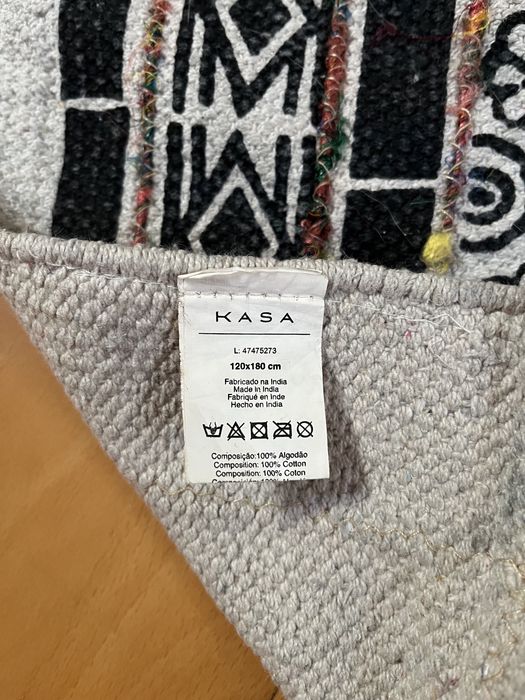 KASA
L: 47475273
120x180 cm
Fabricado na India
Made in India
Fabriqué en Inde
Hecho en India
Composição:100% Algodão
Composition: 100% Cotton
Composition: 100% Coton